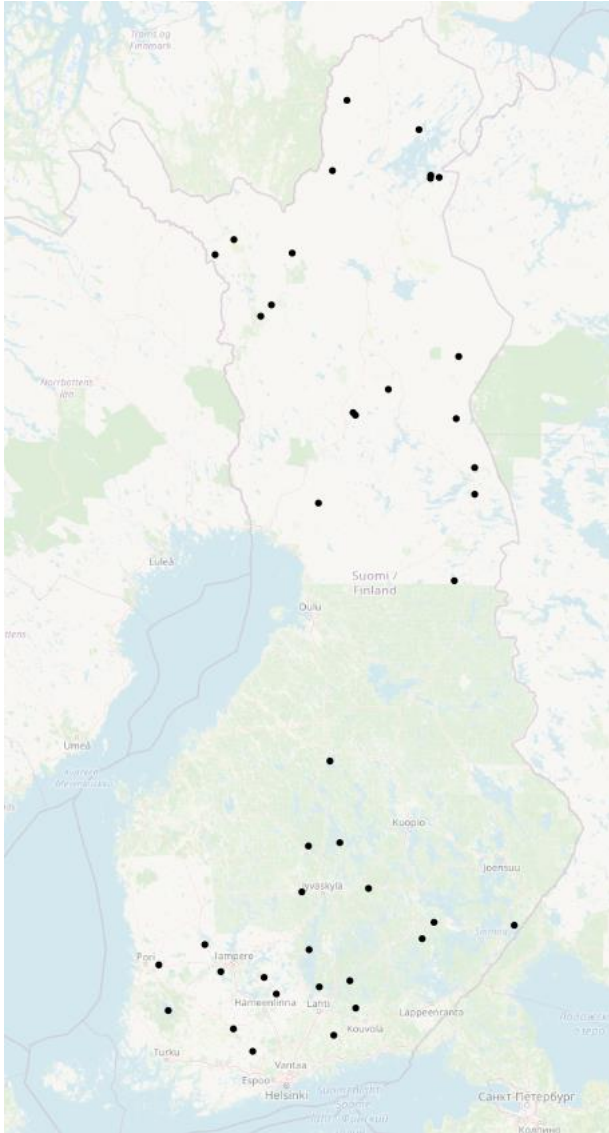 Troms og
Finnmark
Norrbottens
län
Luleå
Suomi /
Finland
Oulu
Umeå
Kuopio
Joensuu
Jyväskylä
Pori
Tampere
Hämeenlinna
Lahti
Kouvola
Lappeenranta
Turku
Vantaa
Espoo
Helsinki
Санкт-Петербург
Колпино